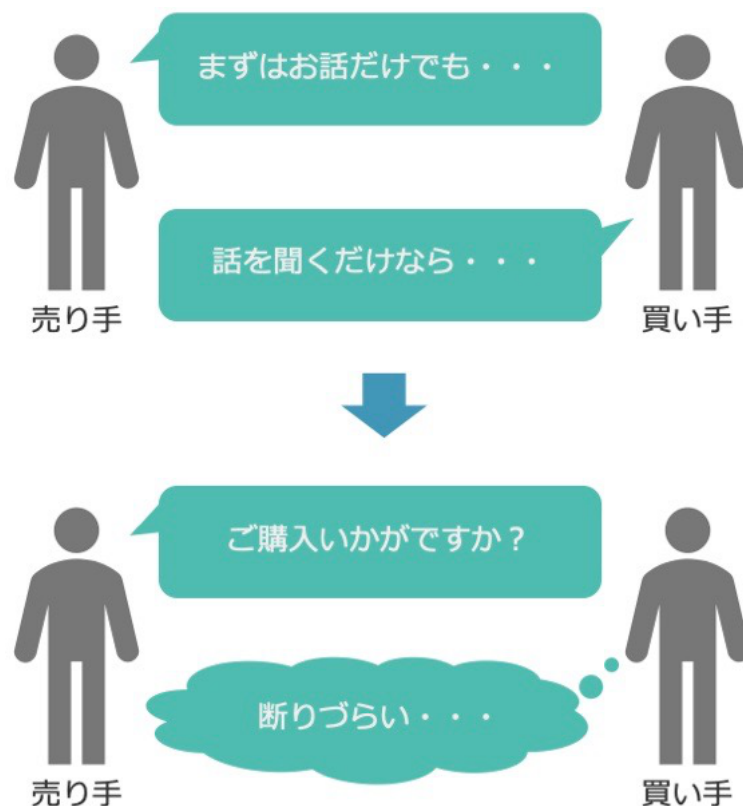 まずはお話だけでも・・・
話を聞くだけなら・・・
売り手
買い手
ご購入いかがですか？
断りづらい・・・
売り手
買い手